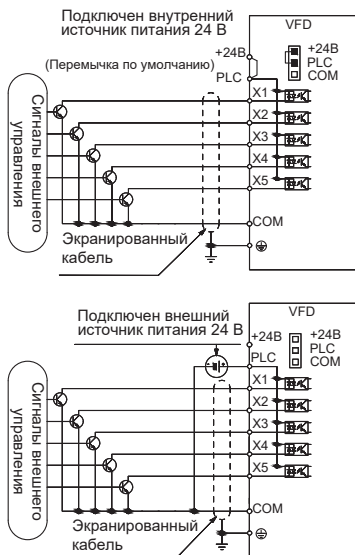 Подключен внутренний
источник питания 24 В
VFD
+24В
+24В
PLC
COM
(Перемычка по умолчанию)
PLC
X1
X2
X3
X4
X5
COM
Сигналы внешнего
управления
Экранированный
кабель
Подключен внешний
источник питания 24 В
VFD
+24В
+24В
PLC
COM
PLC
X1
X2
X3
X4
X5
COM
Сигналы внешнего
управления
Экранированный
кабель